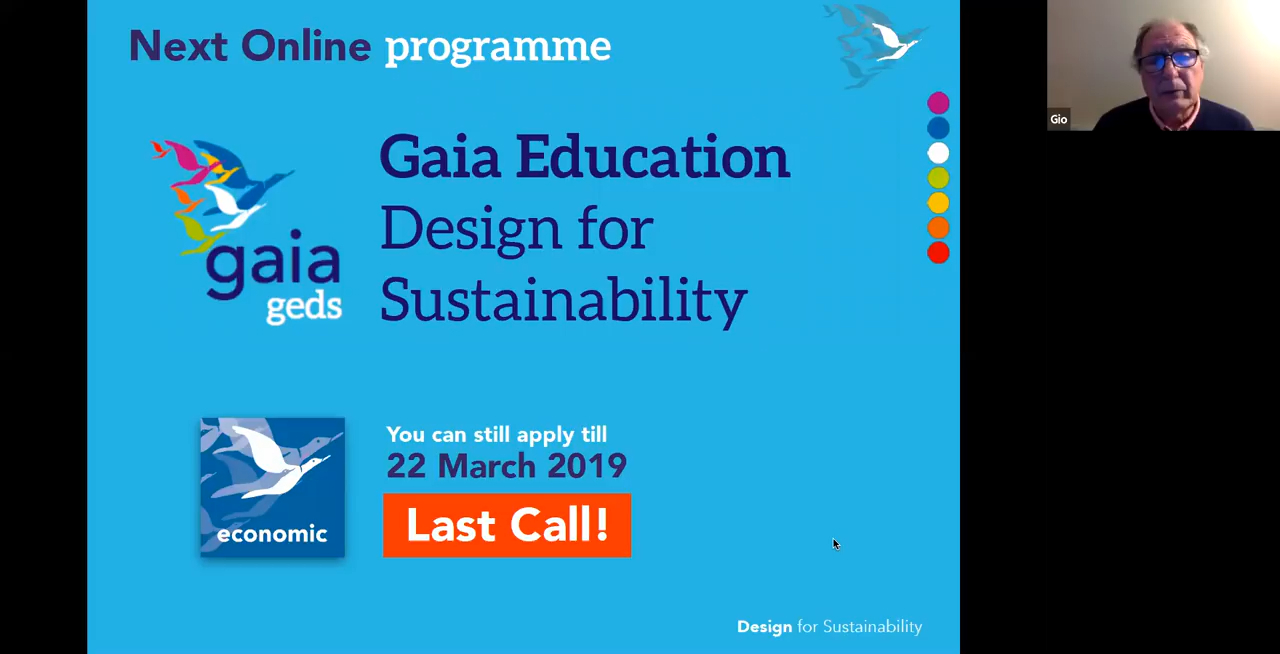 Next Online programme
Gio
Gaia Education
Design for
Sustainability
gaia
geds
economic
You can still apply till
22 March 2019
Last Call!
Design for Sustainability